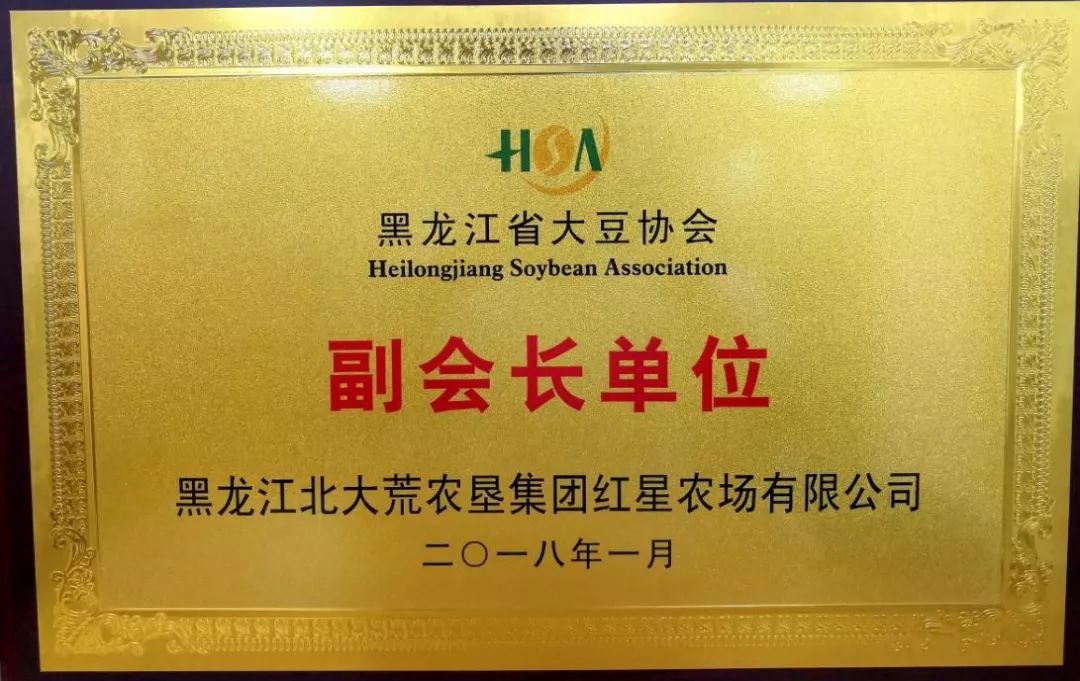 HSA
黑龙江省大豆协会
Heilongjiang Soybean Association
副会长单位
黑龙江北大荒农垦集团红星农场有限公司
二〇一八年一月